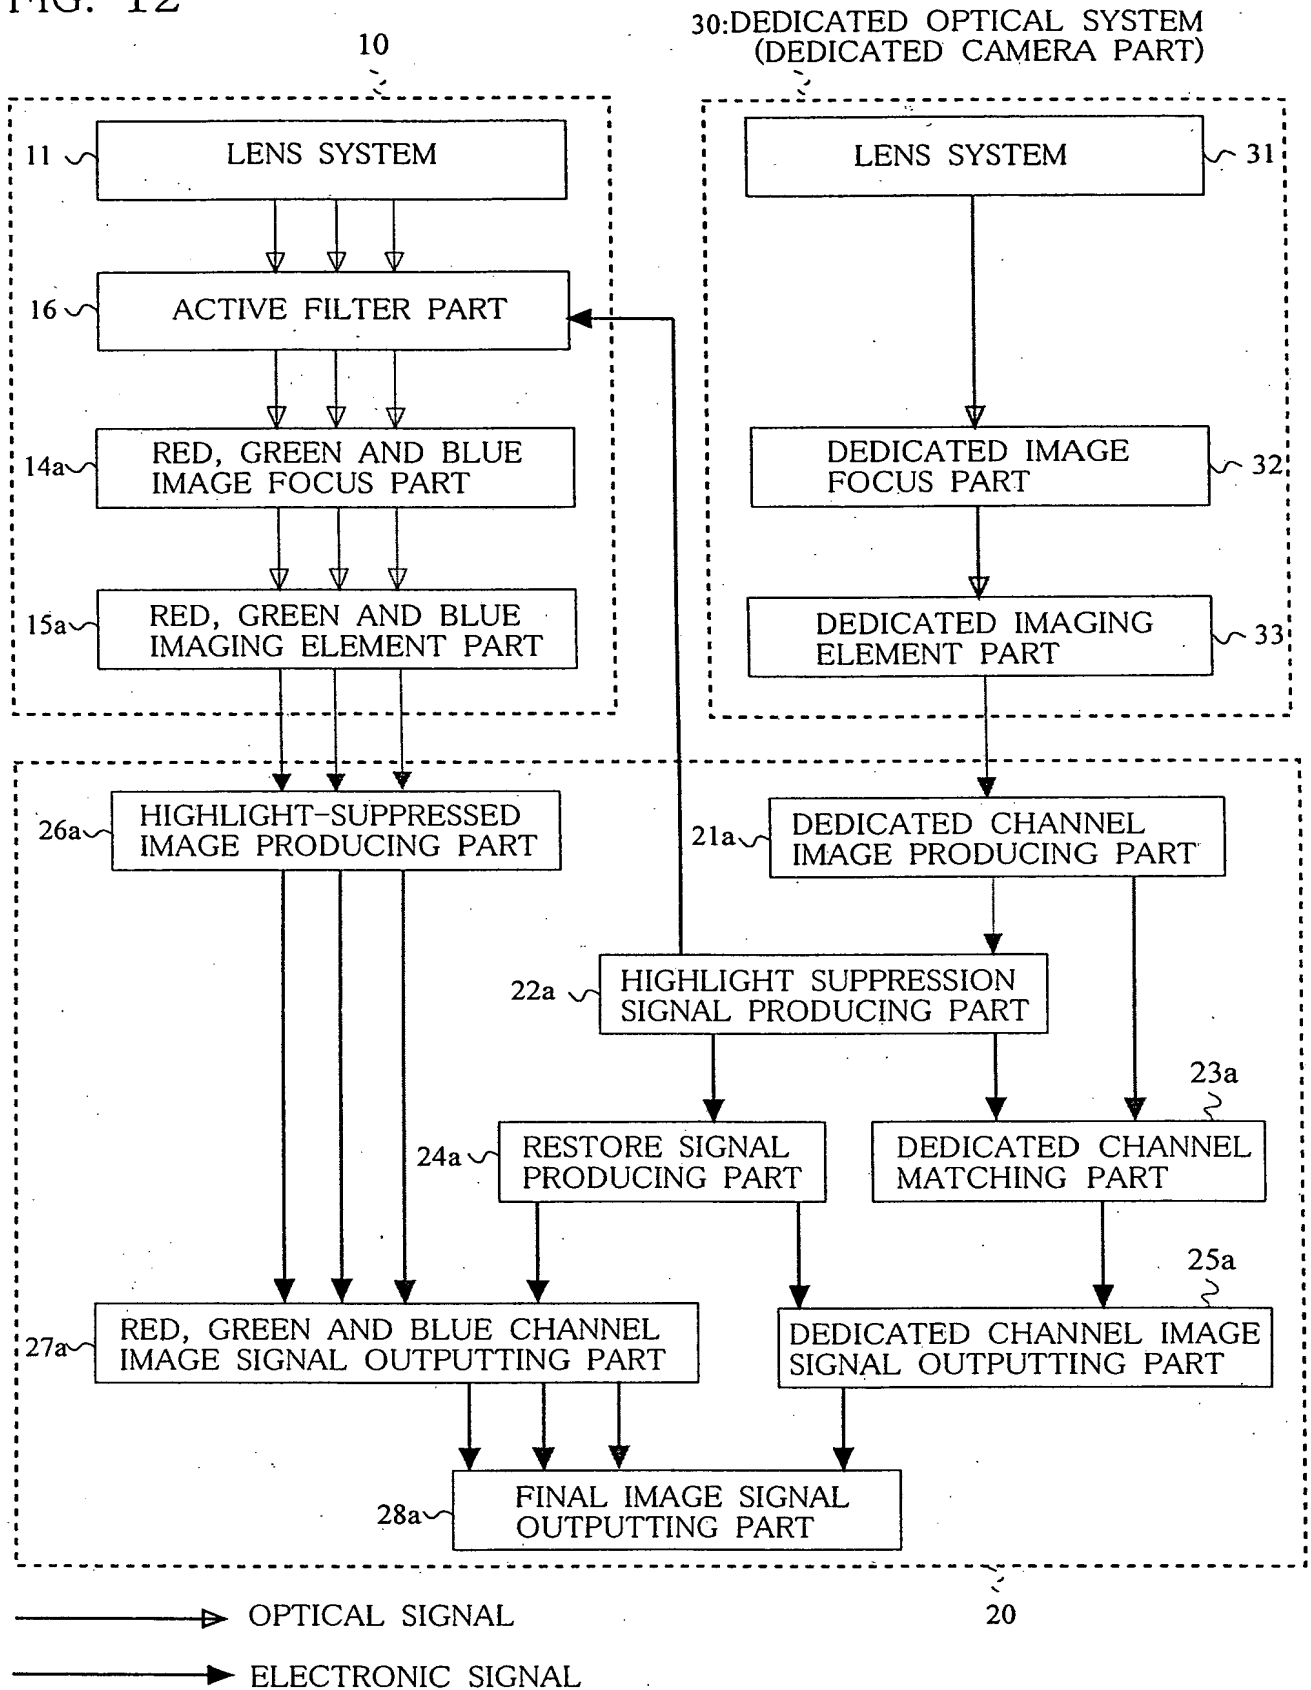 FIG. 12
30:DEDICATED OPTICAL SYSTEM
(DEDICATED CAMERA PART)
10
11
LENS SYSTEM
LENS SYSTEM
31
16
ACTIVE FILTER PART
14a
RED, GREEN AND BLUE
IMAGE FOCUS PART
DEDICATED IMAGE
FOCUS PART
32
15a
RED, GREEN AND BLUE
IMAGING ELEMENT PART
DEDICATED IMAGING
ELEMENT PART
33
26a
HIGHLIGHT-SUPPRESSED
IMAGE PRODUCING PART
21a
DEDICATED CHANNEL
IMAGE PRODUCING PART
22a
HIGHLIGHT SUPPRESSION
SIGNAL PRODUCING PART
23a
24a
RESTORE SIGNAL
PRODUCING PART
DEDICATED CHANNEL
MATCHING PART
25a
27a
RED, GREEN AND BLUE CHANNEL
IMAGE SIGNAL OUTPUTTING PART
DEDICATED CHANNEL IMAGE
SIGNAL OUTPUTTING PART
28a
FINAL IMAGE SIGNAL
OUTPUTTING PART
20
OPTICAL SIGNAL
ELECTRONIC SIGNAL